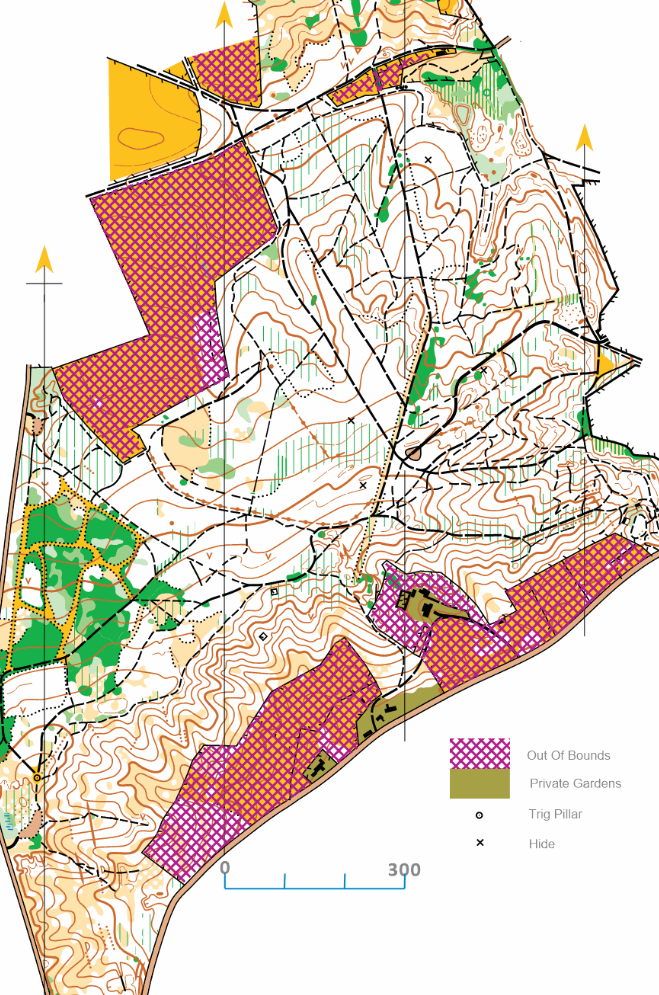 Out Of Bounds
Private Gardens
Trig Pillar
Hide
0 300